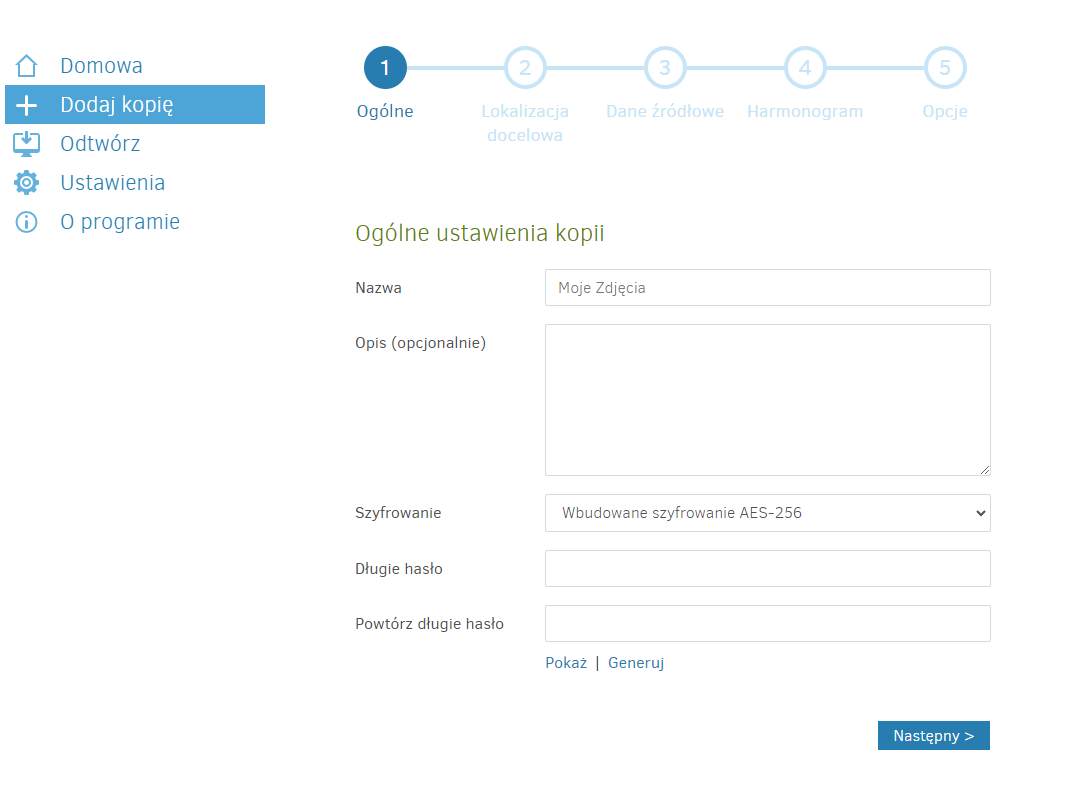 Domowa
Dodaj kopię
Odtwórz
Ustawienia
O programie
1
2
3
4
5
Ogólne
Lokalizacja
docelowa
Dane źródłowe
Harmonogram
Opcje
Ogólne ustawienia kopii
Nazwa
Moje Zdjęcia
Opis (opcjonalnie)
Szyfrowanie
Wbudowane szyfrowanie AES-256
Długie hasło
Powtórz długie hasło
Pokaż | Generuj
Następny >